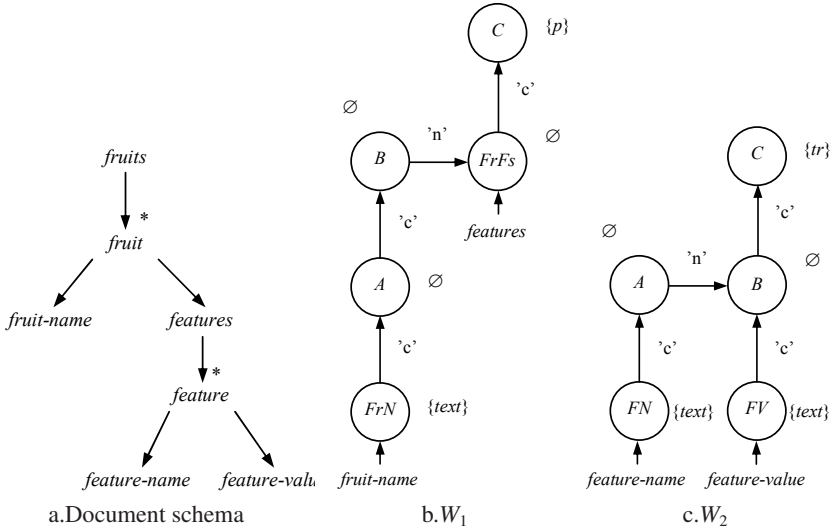 fruits
*
fruit
fruit-name
features
*
feature
feature-name
feature-valu
a.Document schema
C
{p}
'c'
∅
B
'n'
FrFs
∅
'c'
features
A
∅
'c'
FrN
{text}
fruit-name
b.W1
C
{tr}
'c'
∅
A
'n'
B
∅
'c'
'c'
FN
{text}
FV
{text}
feature-name
feature-value
c.W2